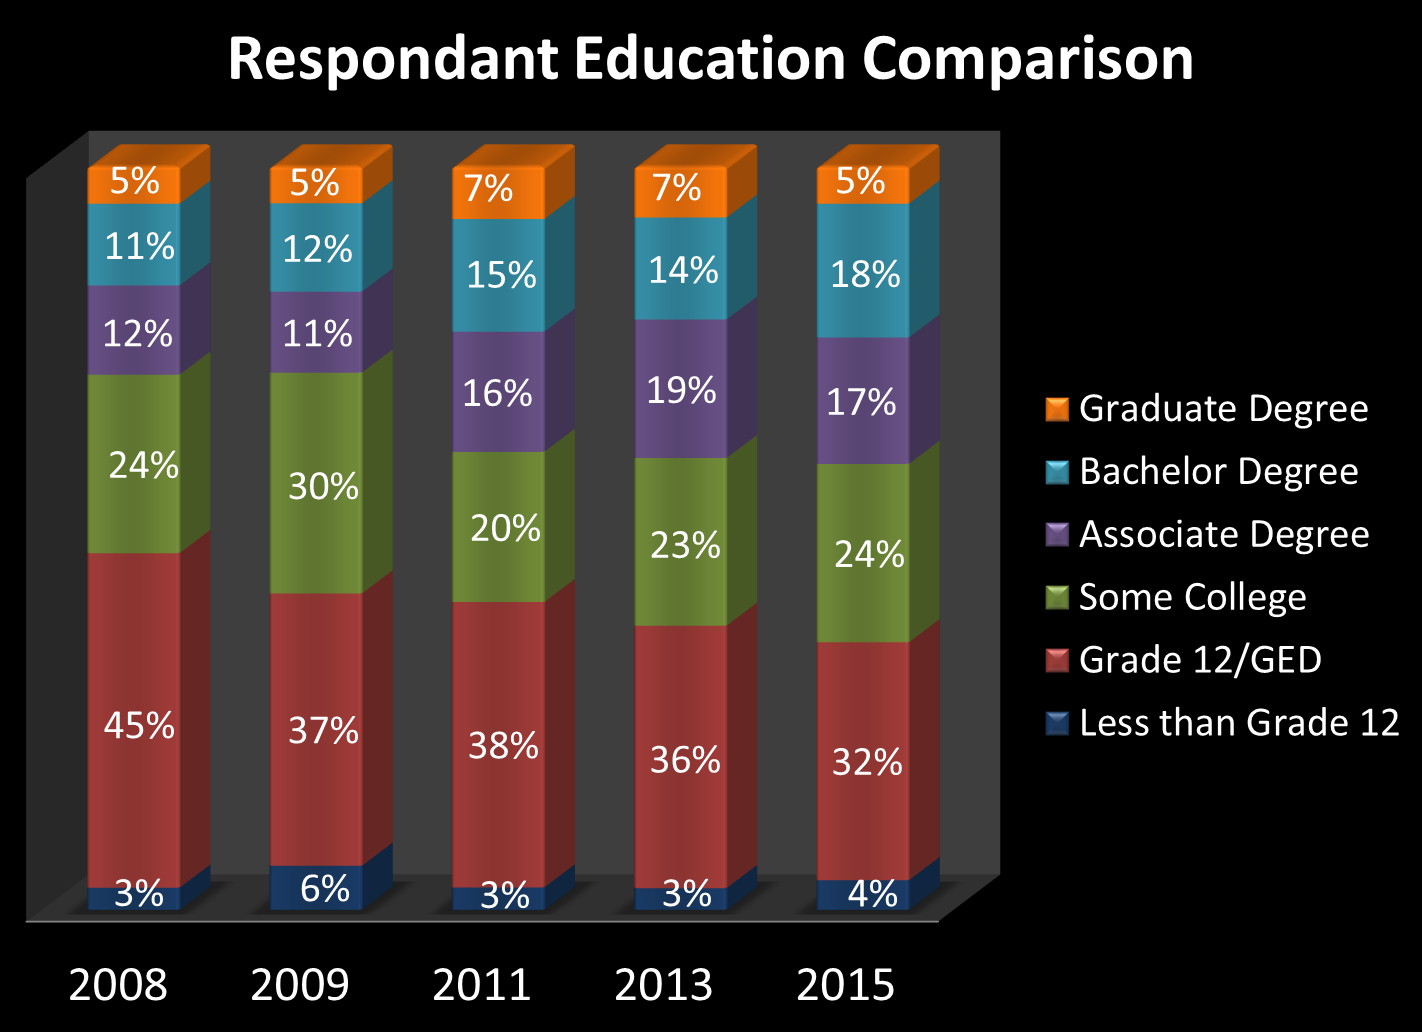 Respondant Education Comparison
5% 5% 7% 7% 5%
11% 12% 15% 14% 18%
12% 11% 16% 19% 17%
24% 30% 20% 23% 24%
45% 37% 38% 36% 32%
3% 6% 3% 3% 4%
2008 2009 2011 2013 2015
Graduate Degree
Bachelor Degree
Associate Degree
Some College
Grade 12/GED
Less than Grade 12